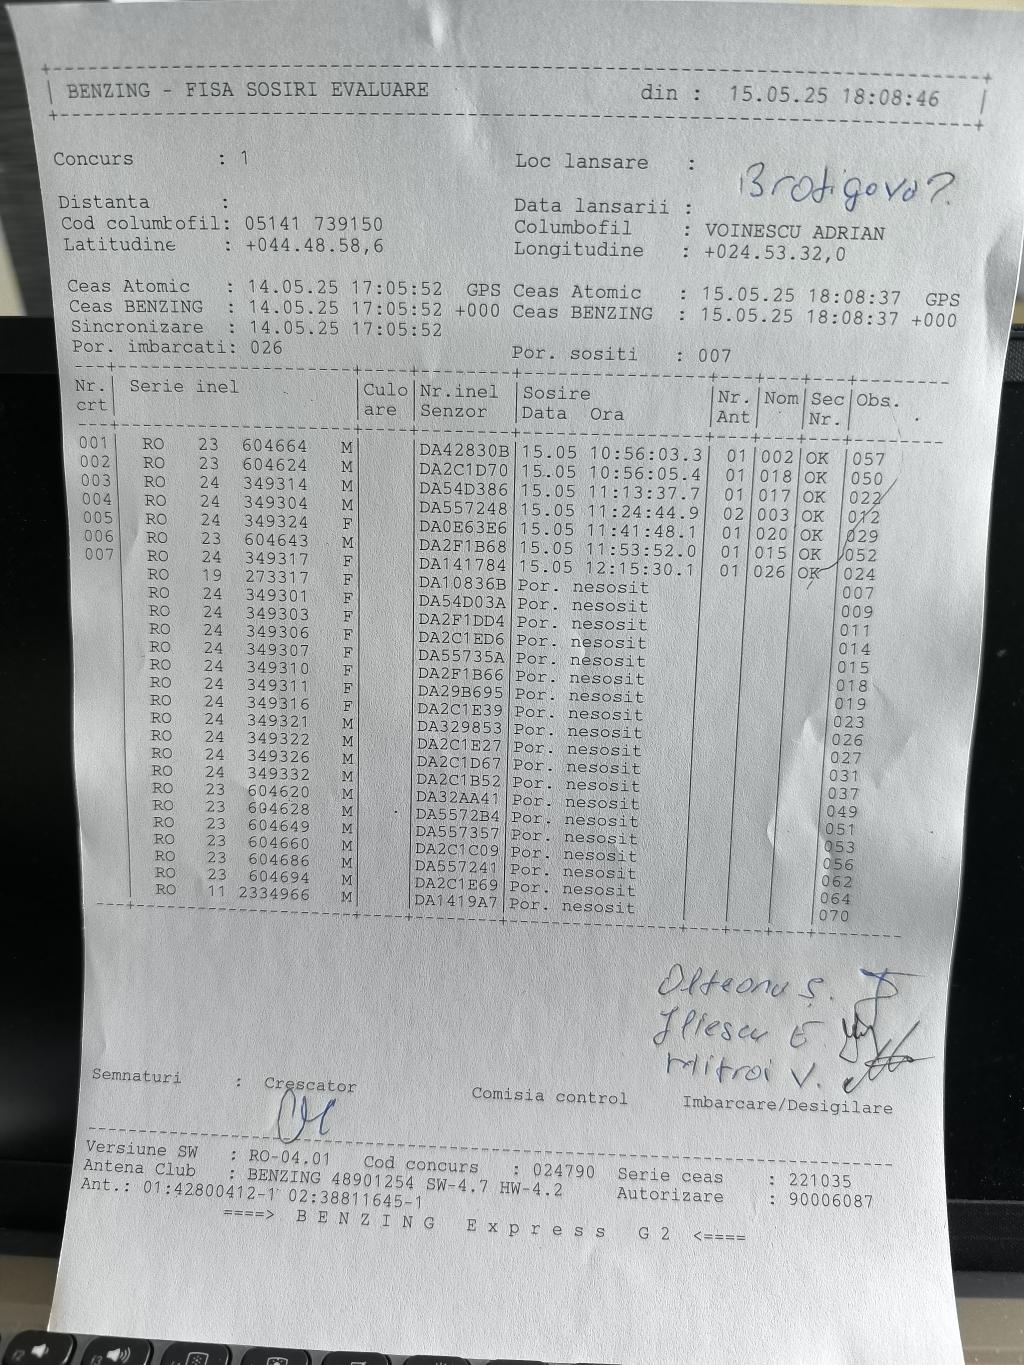 BENZING - FISA SOSIRI EVALUARE din : 15.05.25 18:08:46
Concurs : 1 Loc lansare :
Distanta : Data lansarii :
Cod columbofil: 05141 739150 Columbofil : VOINESCU ADRIAN
Latitudine : +044.48.58,6 Longitudine : +024.53.32,0
Ceas Atomic : 14.05.25 17:05:52 GPS Ceas Atomic : 15.05.25 18:08:37 GPS
Ceas BENZING : 14.05.25 17:05:52 +000 Ceas BENZING : 15.05.25 18:08:37 +000
Sincronizare : 14.05.25 17:05:52
Por. imbarcati: 026 Por. sositi : 007
Nr. Serie inel Culo Nr.inel Sosire Nr. Nom Sec Obs.
crt are Senzor Data Ora Ant Nr.
001 RO 23 604664 M DA42830B 15.05 10:56:03.3 01 002 OK 057
002 RO 23 604624 M DA2C1D70 15.05 10:56:05.4 01 018 OK 050
003 RO 24 349314 M DA54D386 15.05 11:13:37.7 01 017 OK 022
004 RO 24 349304 M DA557248 15.05 11:24:44.9 02 003 OK 012
005 RO 24 349324 F DA0E63E6 15.05 11:41:48.1 01 020 OK 029
006 RO 23 604643 M DA2F1B68 15.05 11:53:52.0 01 015 OK 052
007 RO 24 349317 F DA141784 15.05 12:15:30.1 01 026 OK 024
RO 19 273317 F DA10836B Por. nesosit 007
RO 24 349301 F DA54D03A Por. nesosit 009
RO 24 349303 F DA2F1DD4 Por. nesosit 011
RO 24 349306 F DA2C1ED6 Por. nesosit 014
RO 24 349307 F DA55735A Por. nesosit 015
RO 24 349310 F DA2F1B66 Por. nesosit 018
RO 24 349311 F DA29B695 Por. nesosit 019
RO 24 349316 F DA2C1E39 Por. nesosit 023
RO 24 349321 M DA329853 Por. nesosit 026
RO 24 349322 M DA2C1E27 Por. nesosit 027
RO 24 349326 M DA2C1D67 Por. nesosit 031
RO 24 349332 M DA2C1B52 Por. nesosit 037
RO 23 604620 M DA32AA41 Por. nesosit 049
RO 23 604628 M DA5572B4 Por. nesosit 051
RO 23 604649 M DA557357 Por. nesosit 053
RO 23 604660 M DA2C1C09 Por. nesosit 056
RO 23 604686 M DA557241 Por. nesosit 062
RO 23 604694 M DA2C1E69 Por. nesosit 064
RO 11 2334966 M DA1419A7 Por. nesosit 070
Olteanu Ș.
Iliescu E
Mitroi V.
Semnaturi : Crescator Comisia control Imbarcare/Desigilare
Versiune SW : RO-04.01 Cod concurs : 024790 Serie ceas : 221035
Antena Club : BENZING 48901254 SW-4.7 HW-4.2 Autorizare : 90006087
Ant.: 01:42800412-1 02:38811645-1
====> B E N Z I N G E x p r e s s G 2 <====